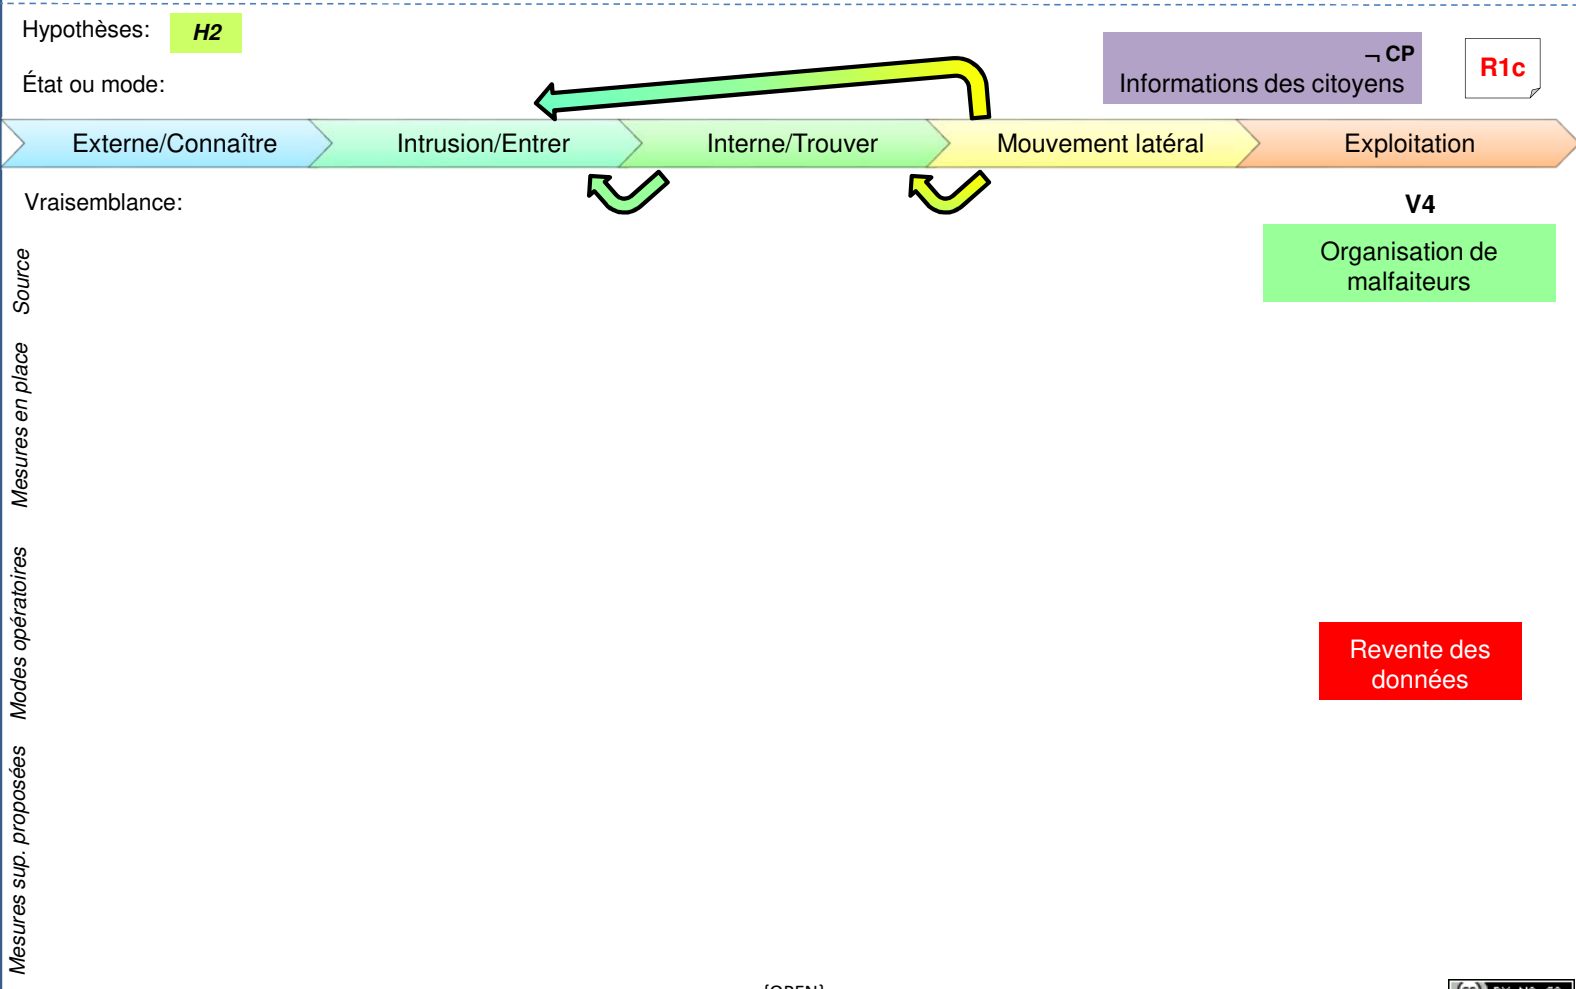 Hypothèses:
H2
État ou mode:
¬ CP
Informations des citoyens
R1c
Externe/Connaître
Intrusion/Entrer
Interne/Trouver
Mouvement latéral
Exploitation
Vraisemblance:
V4
Source
Organisation de
malfaiteurs
Mesures en place
Modes opératoires
Revente des
données
Mesures sup. proposées